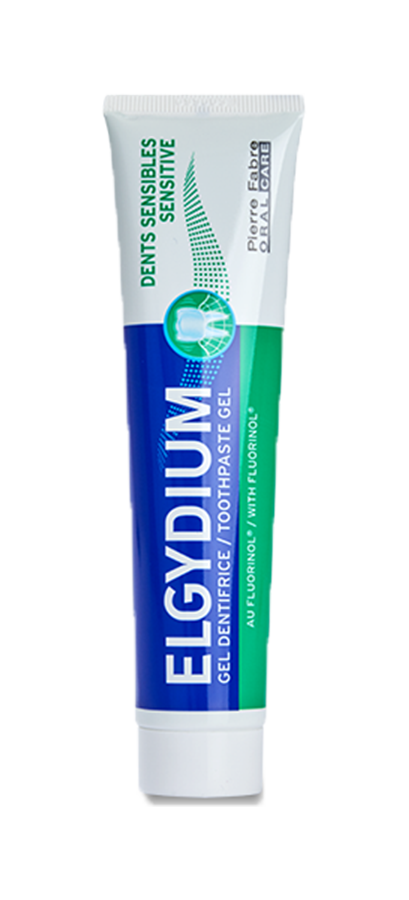 DENTS SENSIBLES
SENSITIVE
Pierre Fabre
ORAL CARE
ELGYDIUM
GEL DENTIFRICE / TOOTHPASTE GEL
AU FLUORINOL® / WITH FLUORINOL®